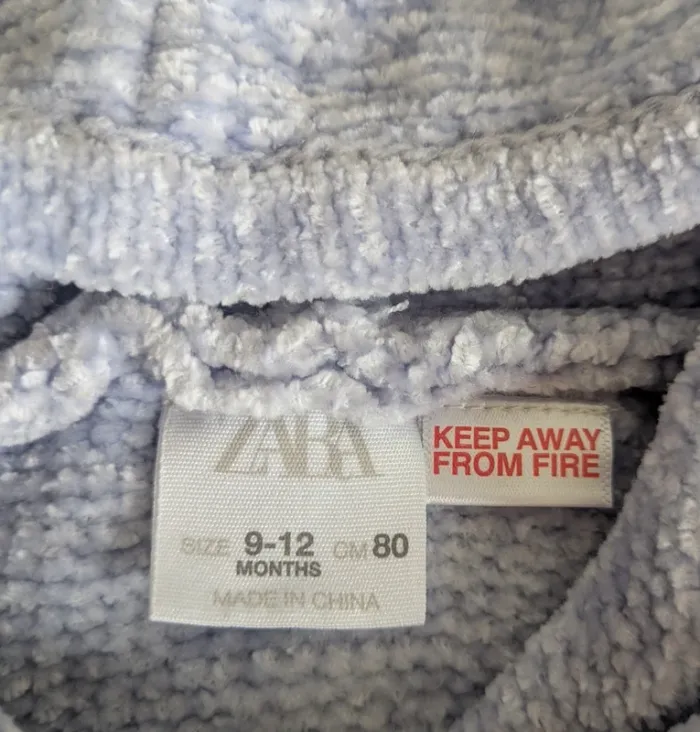 ZARA
SIZE 9-12 CM 80
MONTHS
MADE IN CHINA
KEEP AWAY
FROM FIRE